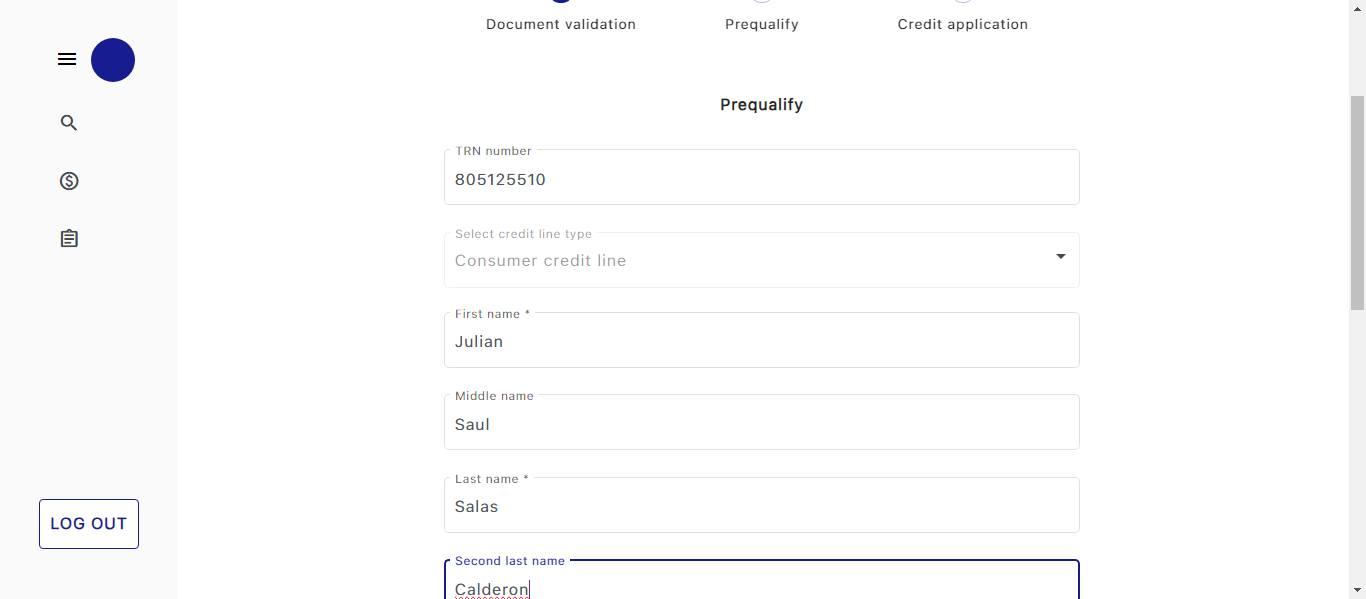 Document validation
Prequalify
Credit application
Prequalify
TRN number
805125510
Select credit line type
Consumer credit line
First name *
Julian
Middle name
Saul
Last name *
Salas
Second last name
Calderon
LOG OUT